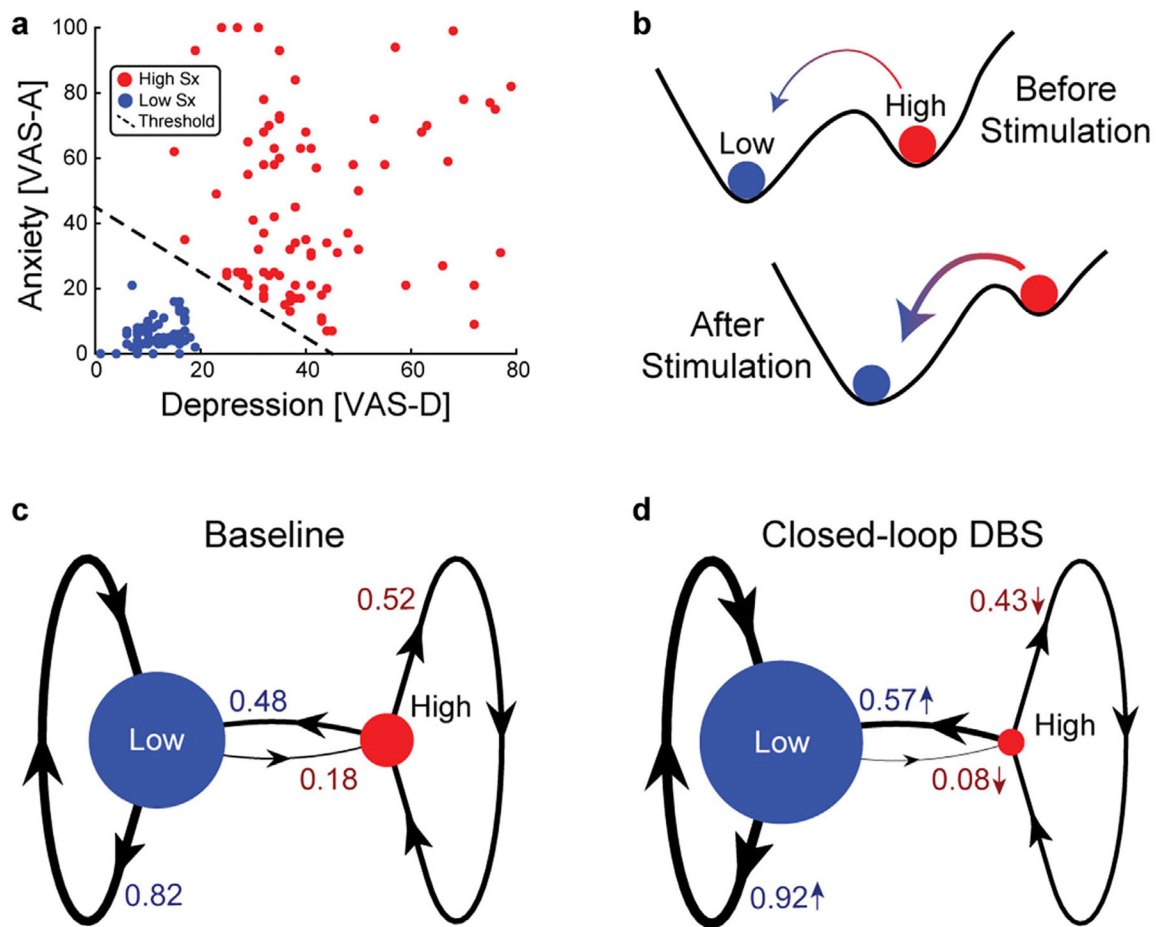 a
Anxiety [VAS-A]
100
80
60
40
20
0
High Sx
Low Sx
Threshold
0 20 40 60 80
Depression [VAS-D]
b
Low
High
Before
Stimulation
After
Stimulation
c
Baseline
0.52
0.48
High
Low
0.18
0.82
d
Closed-loop DBS
0.43↓
0.57↑
High
Low
0.08↓
0.92↑